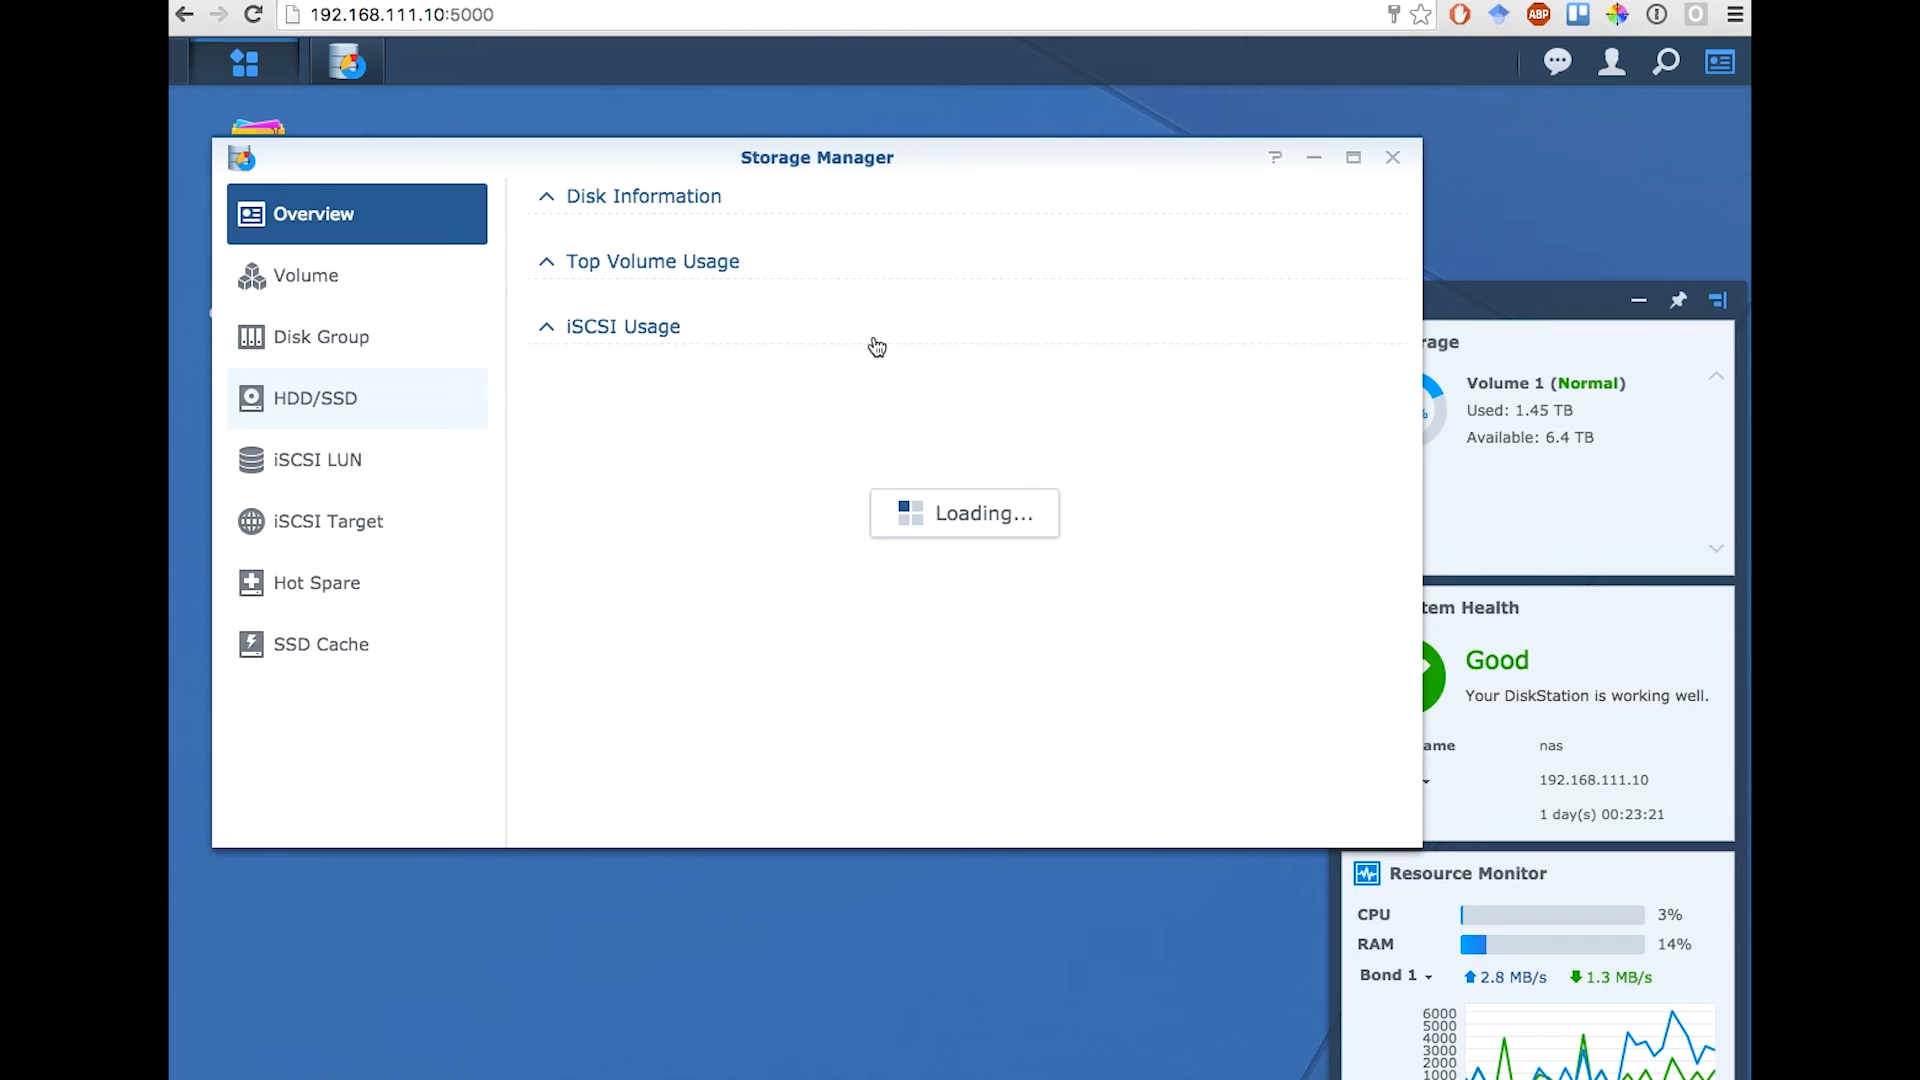 192.168.111.10:5000
ABP
Storage Manager
Overview
Volume
Disk Group
HDD/SSD
iSCSI LUN
iSCSI Target
Hot Spare
SSD Cache
Disk Information
Top Volume Usage
iSCSI Usage
Loading...
rage
%
Volume 1 (Normal)
Used: 1.45 TB
Available: 6.4 TB
tem Health
Good
Your DiskStation is working well.
ame
nas
192.168.111.10
1 day(s) 00:23:21
Resource Monitor
CPU
3%
RAM
14%
Bond 1
2.8 MB/s
1.3 MB/s
6000
5000
4000
3000
2000
1000